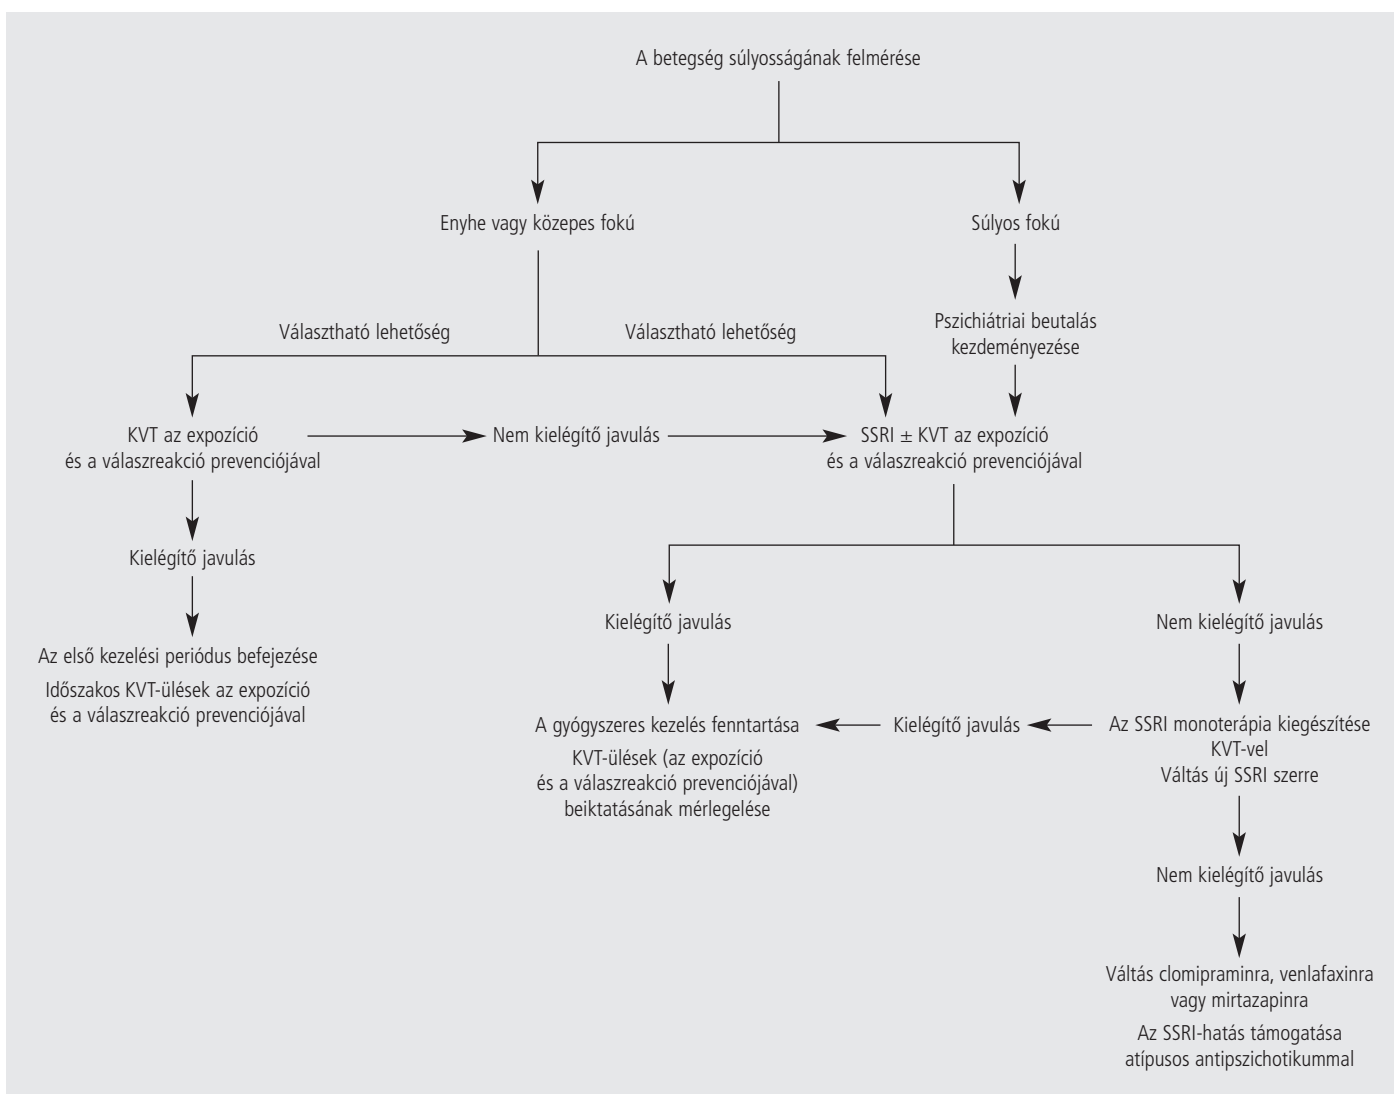 A betegség súlyosságának felmérése
Enyhe vagy közepes fokú
Súlyos fokú
Pszichiátriai beutalás
kezdeményezése
Választható lehetőség
Választható lehetőség
KVT az expozíció
és a válaszreakció prevenciójával
Nem kielégítő javulás
SSRI ± KVT az expozíció
és a válaszreakció prevenciójával
Kielégítő javulás
Az első kezelési periódus befejezése
Időszakos KVT-ülések az expozíció
és a válaszreakció prevenciójával
Kielégítő javulás
Nem kielégítő javulás
A gyógyszeres kezelés fenntartása
KVT-ülések (az expozíció
és a válaszreakció prevenciójával)
beiktatásának mérlegelése
Kielégítő javulás
Az SSRI monoterápia kiegészítése
KVT-vel
Váltás új SSRI szerre
Nem kielégítő javulás
Váltás clomipraminra, venlafaxinra
vagy mirtazapinra
Az SSRI-hatás támogatása
atípusos antipszichotikummal